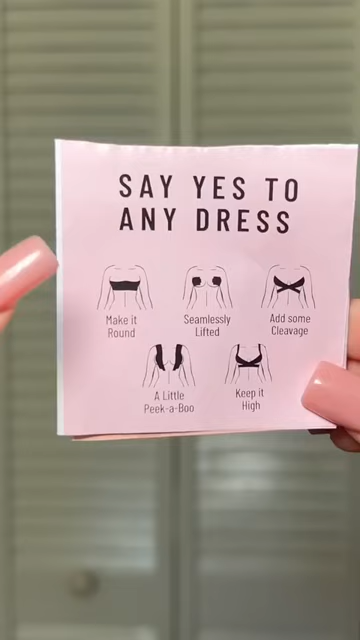 SAY YES TO
ANY DRESS
Make it
Round
Seamlessly
Lifted
Add some
Cleavage
A Little
Peek-a-Boo
Keep it
High